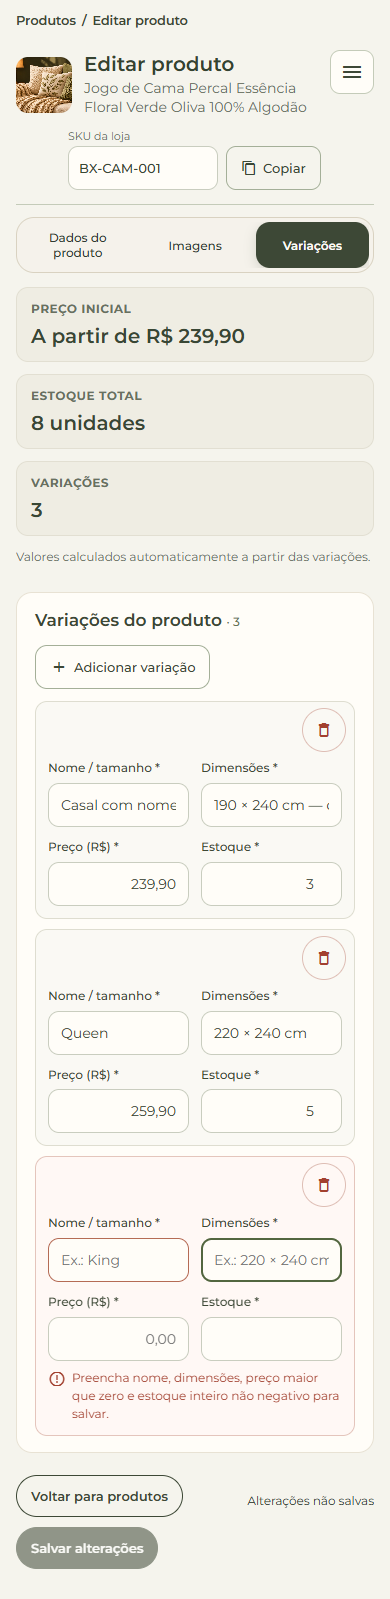 Produtos / Editar produto
Editar produto
Jogo de Cama Percal Essência
Floral Verde Oliva 100% Algodão
SKU da loja
BX-CAM-001
Copiar
Dados do
produto
Imagens
Variações
PREÇO INICIAL
A partir de R$ 239,90
ESTOQUE TOTAL
8 unidades
VARIAÇÕES
3
Valores calculados automaticamente a partir das variações.
Variações do produto · 3
Adicionar variação
Nome / tamanho * Dimensões *
Casal com nome 190 × 240 cm — c
Preço (R$) * Estoque *
239,90 3
Nome / tamanho * Dimensões *
Queen 220 × 240 cm
Preço (R$) * Estoque *
259,90 5
Nome / tamanho * Dimensões *
Ex.: King Ex.: 220 × 240 cm
Preço (R$) * Estoque *
0,00
Preencha nome, dimensões, preço maior
que zero e estoque inteiro não negativo para
salvar.
Voltar para produtos
Alterações não salvas
Salvar alterações